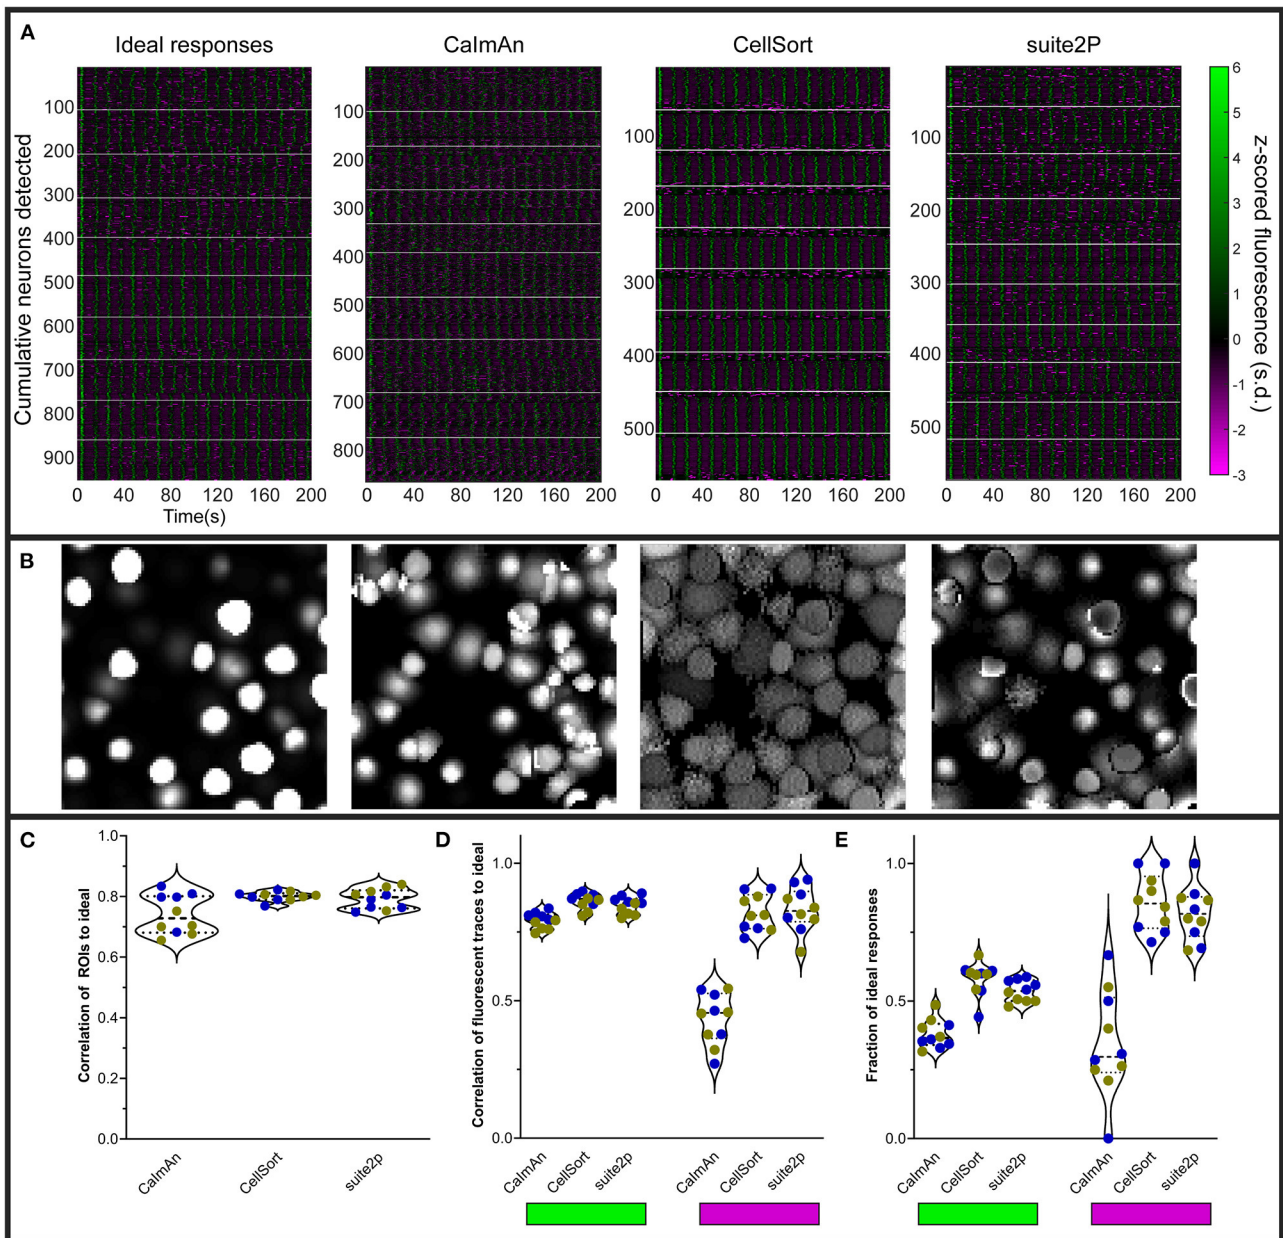 A
Ideal responses
CaImAn
CellSort
suite2P
Cumulative neurons detected
100
200
300
400
500
600
700
800
900
0 40 80 120 160 200
Time(s)
100
200
300
400
500
600
700
800
0 40 80 120 160 200
100
200
300
400
500
0 40 80 120 160 200
100
200
300
400
500
0 40 80 120 160 200
6
5
4
3
2
1
0
-1
-2
-3
z-scored fluorescence (s.d.)
B
C
Correlation of ROIs to ideal
1.0
0.8
0.6
0.4
0.2
0.0
CaImAn
CellSort
suite2p
D
Correlation of fluorescent traces to ideal
1.0
0.5
0.0
CaImAn
CellSort
suite2p
CaImAn
CellSort
suite2p
E
Fraction of ideal responses
1.0
0.5
0.0
CaImAn
CellSort
suite2p
CaImAn
CellSort
suite2p